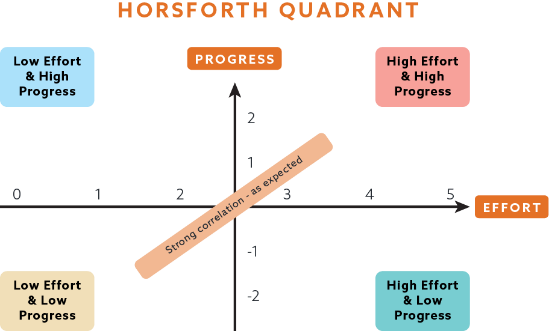 HORSFORTH QUADRANT
Low Effort
& High
Progress
PROGRESS
High Effort
& High
Progress
2
1
Strong correlation - as expected
0
1
2
3
4
5
EFFORT
-1
-2
Low Effort
& Low
Progress
High Effort
& Low
Progress